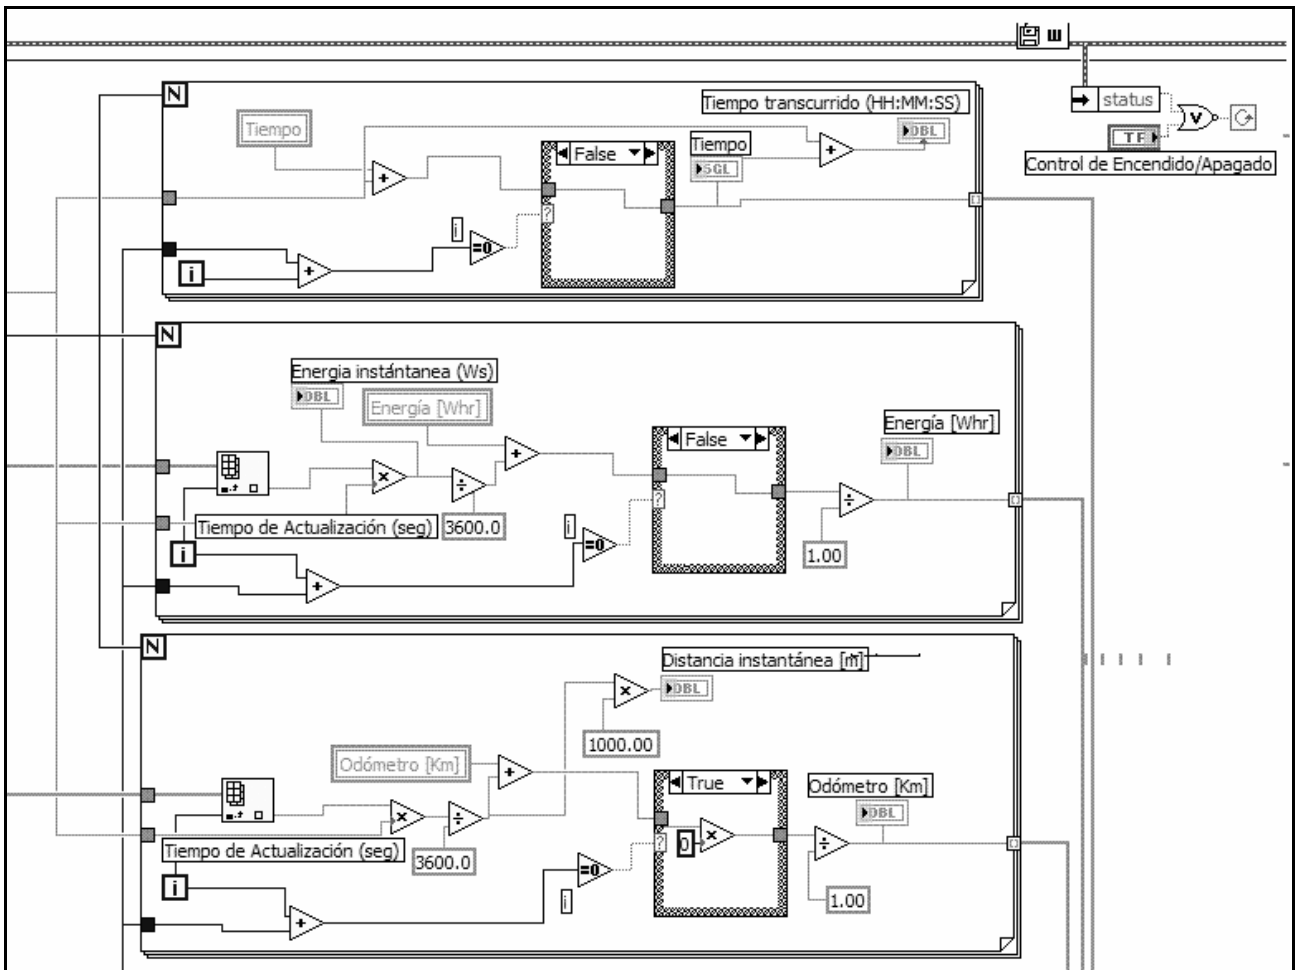 status
TF
Control de Encendido/Apagado
N
Tiempo transcurrido (HH:MM:SS)
DBL
Tiempo
Tiempo
SGL
False
?
i
=0
i
N
Energia instántanea (Ws)
DBL
Energía [Whr]
Energía [Whr]
DBL
False
?
Tiempo de Actualización (seg)
3600.0
i
=0
1.00
i
N
Distancia instantánea [m]
DBL
1000.00
Odómetro [Km]
True
Odómetro [Km]
DBL
0
?
Tiempo de Actualización (seg)
3600.0
=0
i
i
1.00